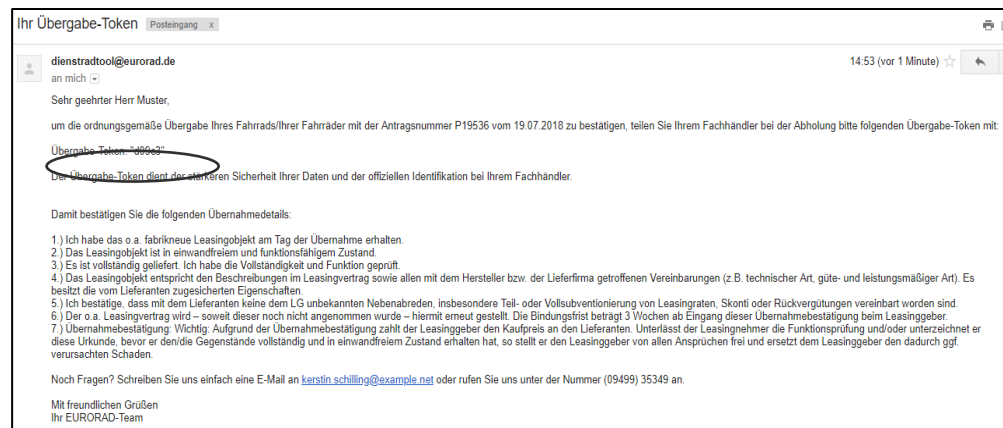 Ihr Übergabe-Token Posteingang x
dienstradtool@eurorad.de 14:53 (vor 1 Minute)
an mich
Sehr geehrter Herr Muster,
um die ordnungsgemäße Übergabe Ihres Fahrrads/Ihrer Fahrräder mit der Antragsnummer P19536 vom 19.07.2018 zu bestätigen, teilen Sie Ihrem Fachhändler bei der Abholung bitte folgenden Übergabe-Token mit:
Übergabe-Token: "d09c3"
Der Übergabe-Token dient der stärkeren Sicherheit Ihrer Daten und der offiziellen Identifikation bei Ihrem Fachhändler.
Damit bestätigen Sie die folgenden Übernahmedetails:
1.) Ich habe das o.a. fabrikneue Leasingobjekt am Tag der Übernahme erhalten.
2.) Das Leasingobjekt ist in einwandfreiem und funktionsfähigem Zustand.
3.) Es ist vollständig geliefert. Ich habe die Vollständigkeit und Funktion geprüft.
4.) Das Leasingobjekt entspricht den Beschreibungen im Leasingvertrag sowie allen mit dem Hersteller bzw. der Lieferfirma getroffenen Vereinbarungen (z.B. technischer Art, güte- und leistungsmäßiger Art). Es
besitzt die vom Lieferanten zugesicherten Eigenschaften.
5.) Ich bestätige, dass mit dem Lieferanten keine dem LG unbekannten Nebenabreden, insbesondere Teil- oder Vollsubventionierung von Leasingraten, Skonti oder Rückvergütungen vereinbart worden sind.
6.) Der o.a. Leasingvertrag wird – soweit dieser noch nicht angenommen wurde – hiermit erneut gestellt. Die Bindungsfrist beträgt 3 Wochen ab Eingang dieser Übernahmebestätigung beim Leasinggeber.
7.) Übernahmebestätigung: Wichtig: Aufgrund der Übernahmebestätigung zahlt der Leasinggeber den Kaufpreis an den Lieferanten. Unterlässt der Leasingnehmer die Funktionsprüfung und/oder unterzeichnet er
diese Urkunde, bevor er den/die Gegenstände vollständig und in einwandfreiem Zustand erhalten hat, so stellt er den Leasinggeber von allen Ansprüchen frei und ersetzt dem Leasinggeber den dadurch ggf.
verursachten Schaden.
Noch Fragen? Schreiben Sie uns einfach eine E-Mail an kerstin.schilling@example.net oder rufen Sie uns unter der Nummer (09499) 35349 an.
Mit freundlichen Grüßen
Ihr EURORAD-Team